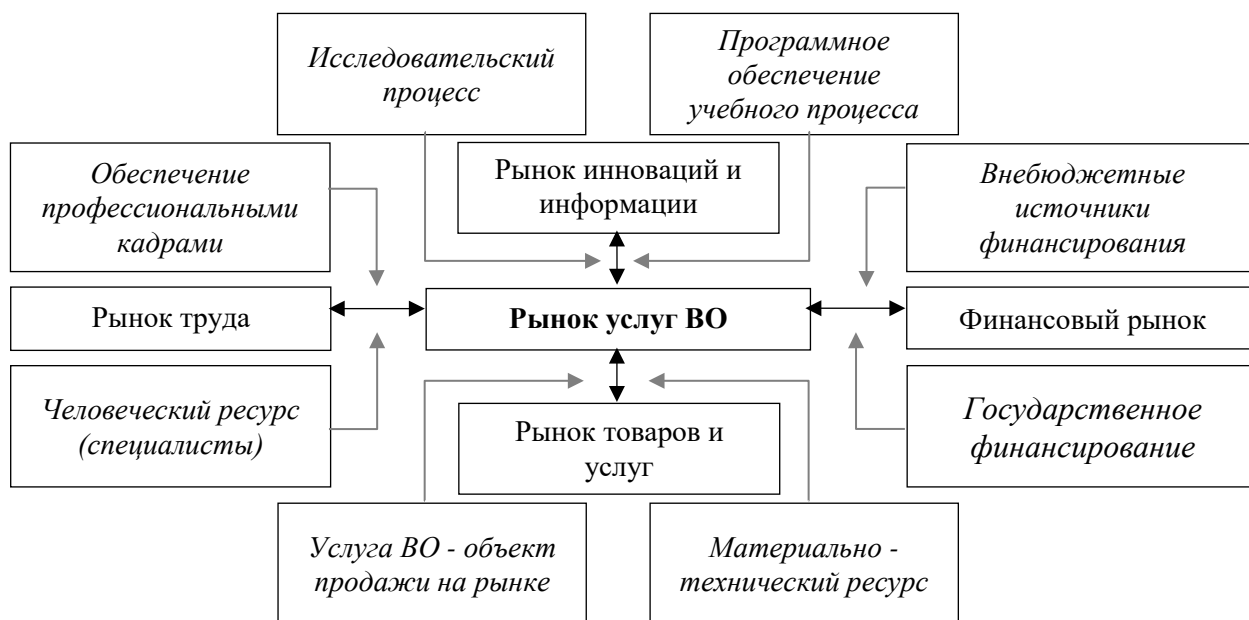 Исследовательский
процесс
Программное
обеспечение
учебного процесса
Обеспечение
профессиональными
кадрами
Рынок инноваций и
информации
Внебюджетные
источники
финансирования
Рынок труда
Рынок услуг ВО
Финансовый рынок
Человеческий ресурс
(специалисты)
Рынок товаров и
услуг
Государственное
финансирование
Услуга ВО - объект
продажи на рынке
Материально -
технический ресурс